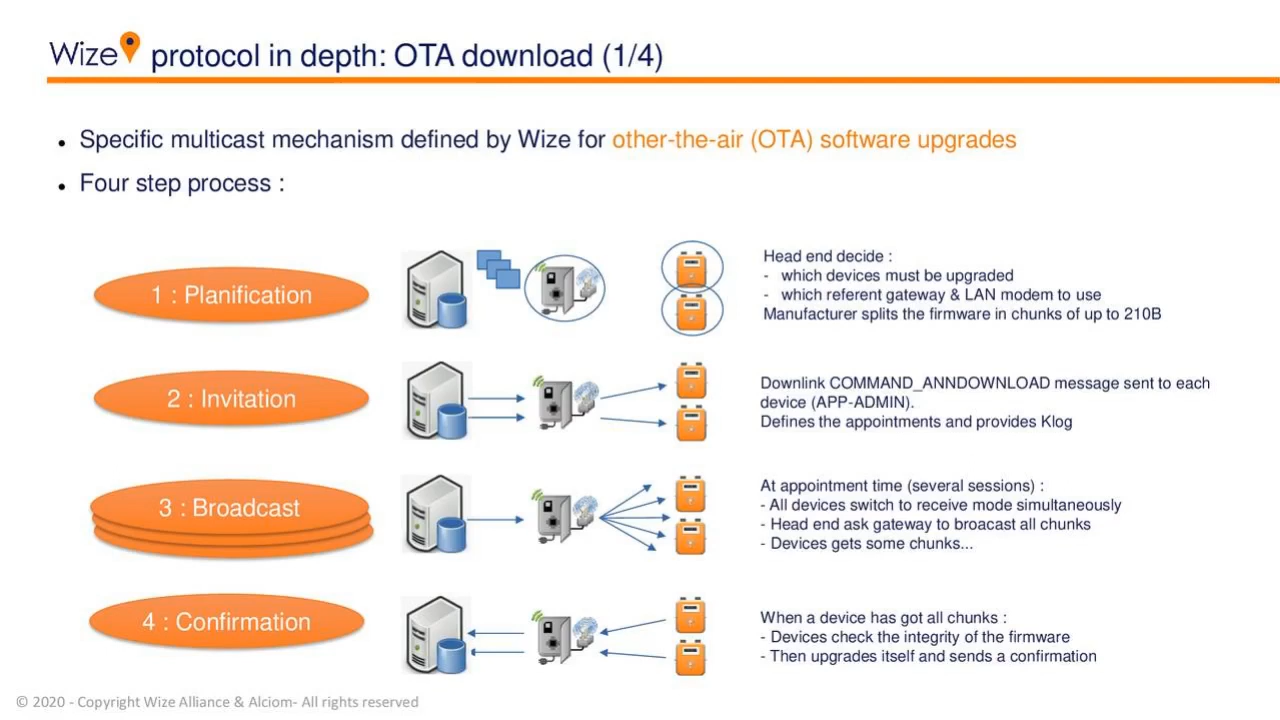 Wize protocol in depth: OTA download (1/4)
• Specific multicast mechanism defined by Wize for other-the-air (OTA) software upgrades
• Four step process :
1 : Planification
Head end decide :
- which devices must be upgraded
- which referent gateway & LAN modem to use
Manufacturer splits the firmware in chunks of up to 210B
2 : Invitation
Downlink COMMAND_ANNDOWNLOAD message sent to each
device (APP-ADMIN).
Defines the appointments and provides Klog
3 : Broadcast
At appointment time (several sessions) :
- All devices switch to receive mode simultaneously
- Head end ask gateway to broacast all chunks
- Devices gets some chunks...
4 : Confirmation
When a device has got all chunks :
- Devices check the integrity of the firmware
- Then upgrades itself and sends a confirmation
© 2020 - Copyright Wize Alliance & Alciom- All rights reserved